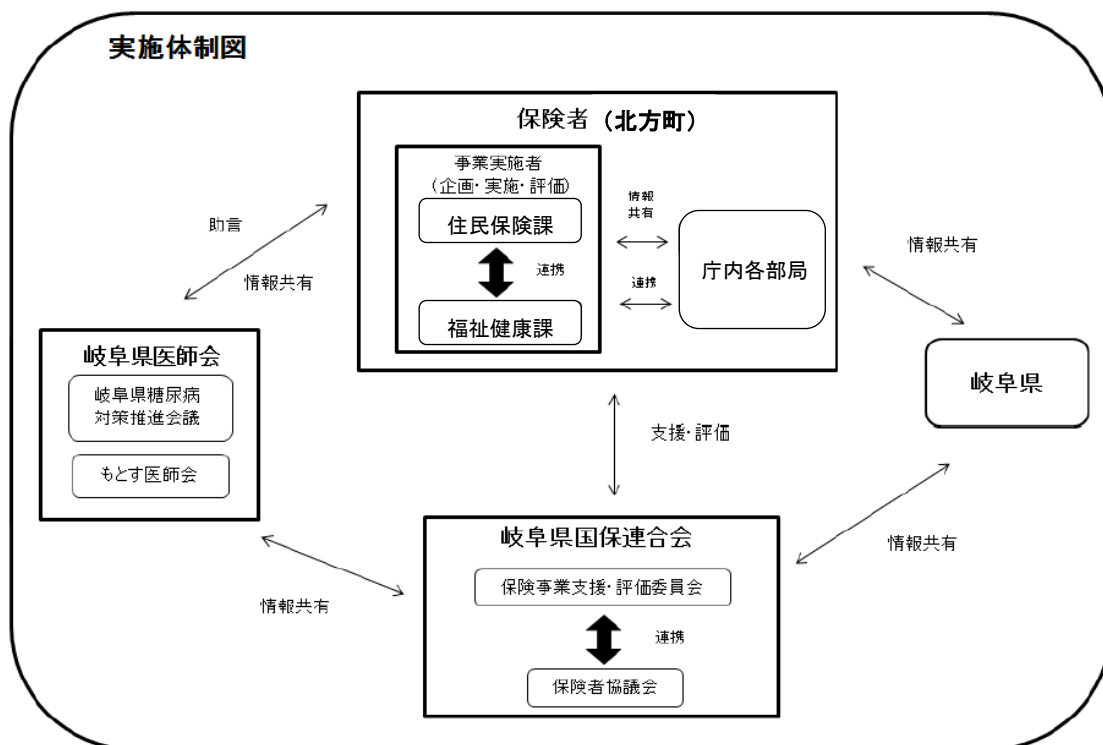 実施体制図
保険者（北方町）
事業実施者
(企画・実施・評価)
住民保険課
連携
福祉健康課
情報
共有
連携
庁内各部局
助言
情報共有
情報共有
岐阜県医師会
岐阜県糖尿病
対策推進会議
もとす医師会
岐阜県
支援・評価
岐阜県国保連合会
保険事業支援・評価委員会
連携
保険者協議会
情報共有
情報共有